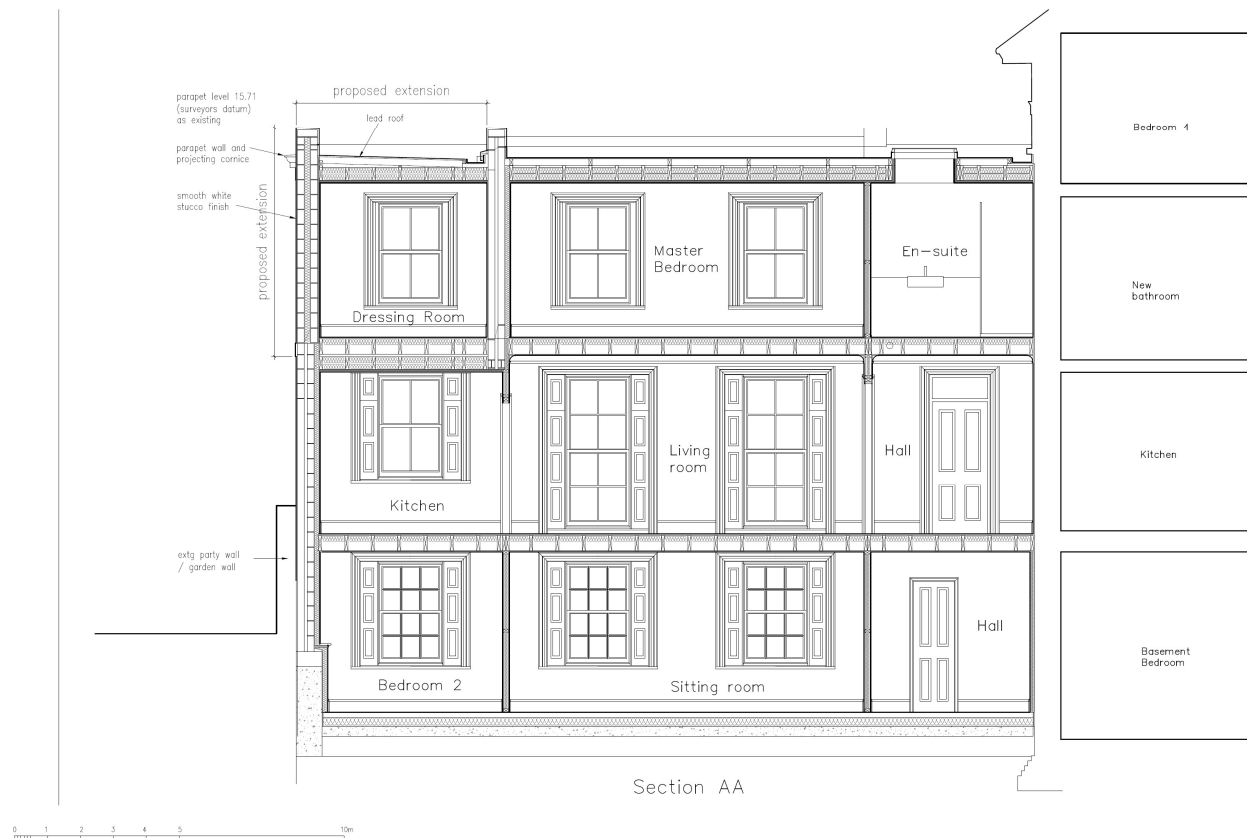 proposed extension
parapet level 15.71
(surveyors datum)
as existing
lead roof
parapet wall and
projecting cornice
smooth white
stucco finish
proposed extension
Dressing Room
Master
Bedroom
En-suite
Bedroom 4
New
bathroom
Kitchen
Living
room
Hall
Kitchen
extg party wall
/ garden wall
Bedroom 2
Sitting room
Hall
Basement
Bedroom
Section AA
0 1 2 3 4 5 10m